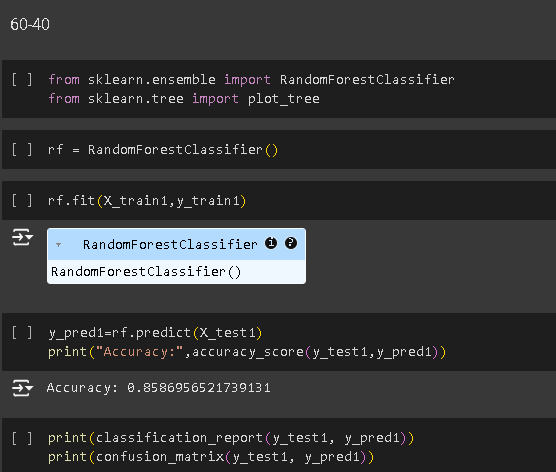 60-40
[ ] from sklearn.ensemble import RandomForestClassifier
from sklearn.tree import plot_tree
[ ] rf = RandomForestClassifier()
[ ] rf.fit(X_train1,y_train1)
RandomForestClassifier i ?
RandomForestClassifier()
[ ] y_pred1=rf.predict(X_test1)
print("Accuracy:",accuracy_score(y_test1,y_pred1))
Accuracy: 0.8586956521739131
[ ] print(classification_report(y_test1, y_pred1))
print(confusion_matrix(y_test1, y_pred1))